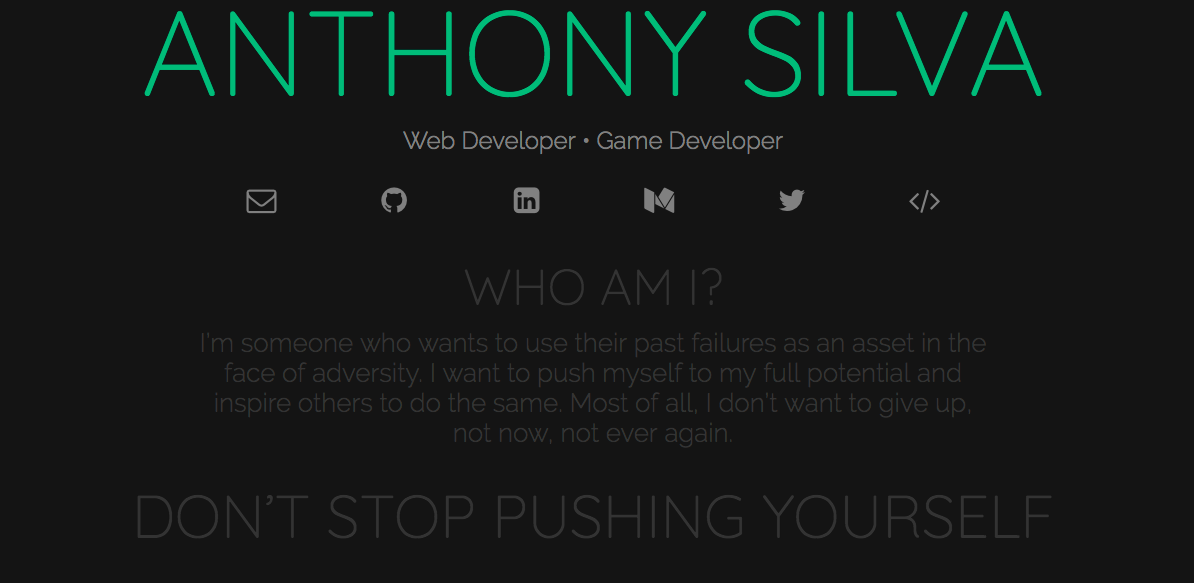 ANTHONY SILVA
Web Developer • Game Developer
WHO AM I?
I'm someone who wants to use their past failures as an asset in the
face of adversity. I want to push myself to my full potential and
inspire others to do the same. Most of all, I don't want to give up,
not now, not ever again.
DON'T STOP PUSHING YOURSELF